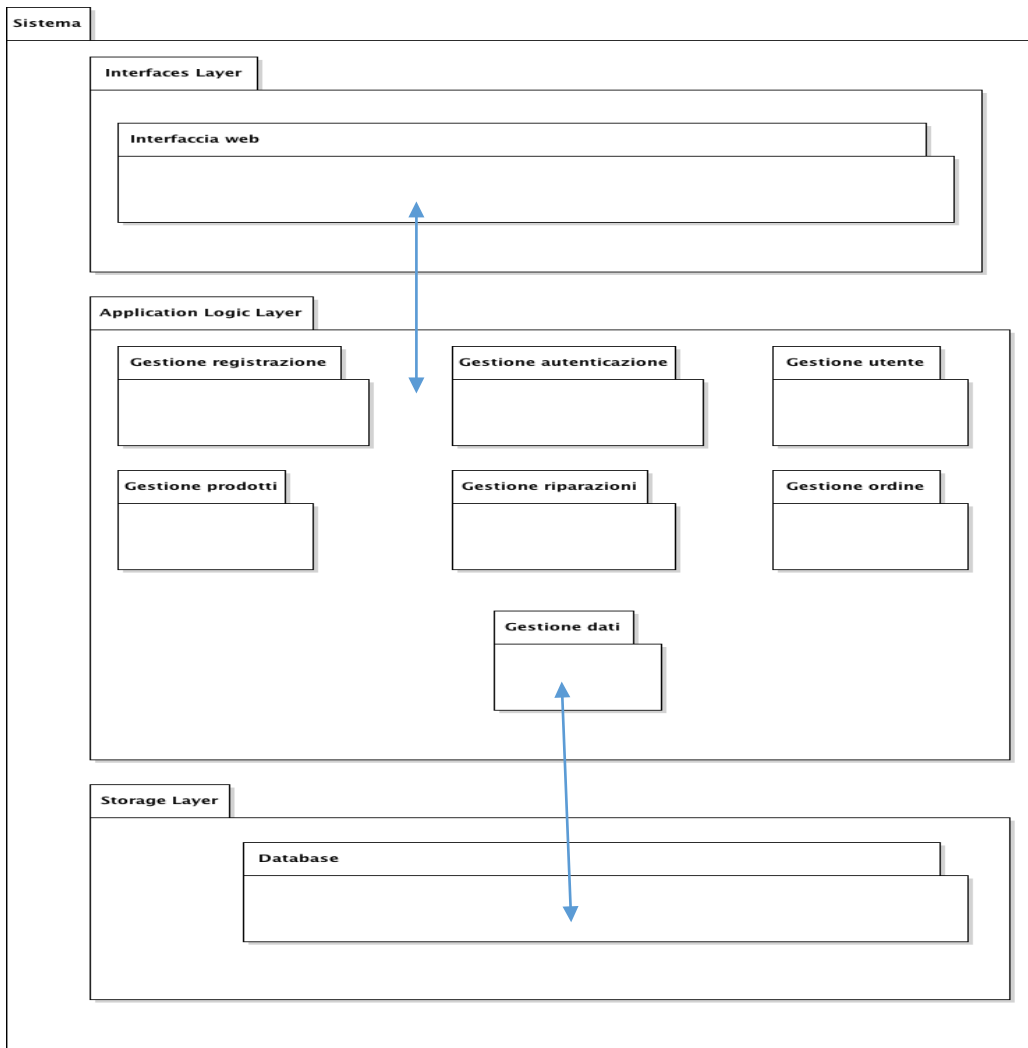 Sistema
Interfaces Layer
Interfaccia web
Application Logic Layer
Gestione registrazione
Gestione autenticazione
Gestione utente
Gestione prodotti
Gestione riparazioni
Gestione ordine
Gestione dati
Storage Layer
Database